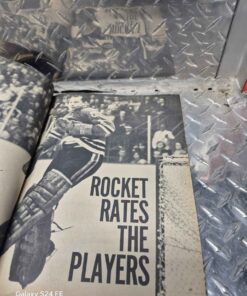 ROCKET
RATES
THE
PLAYERS
Galaxy S24 FE